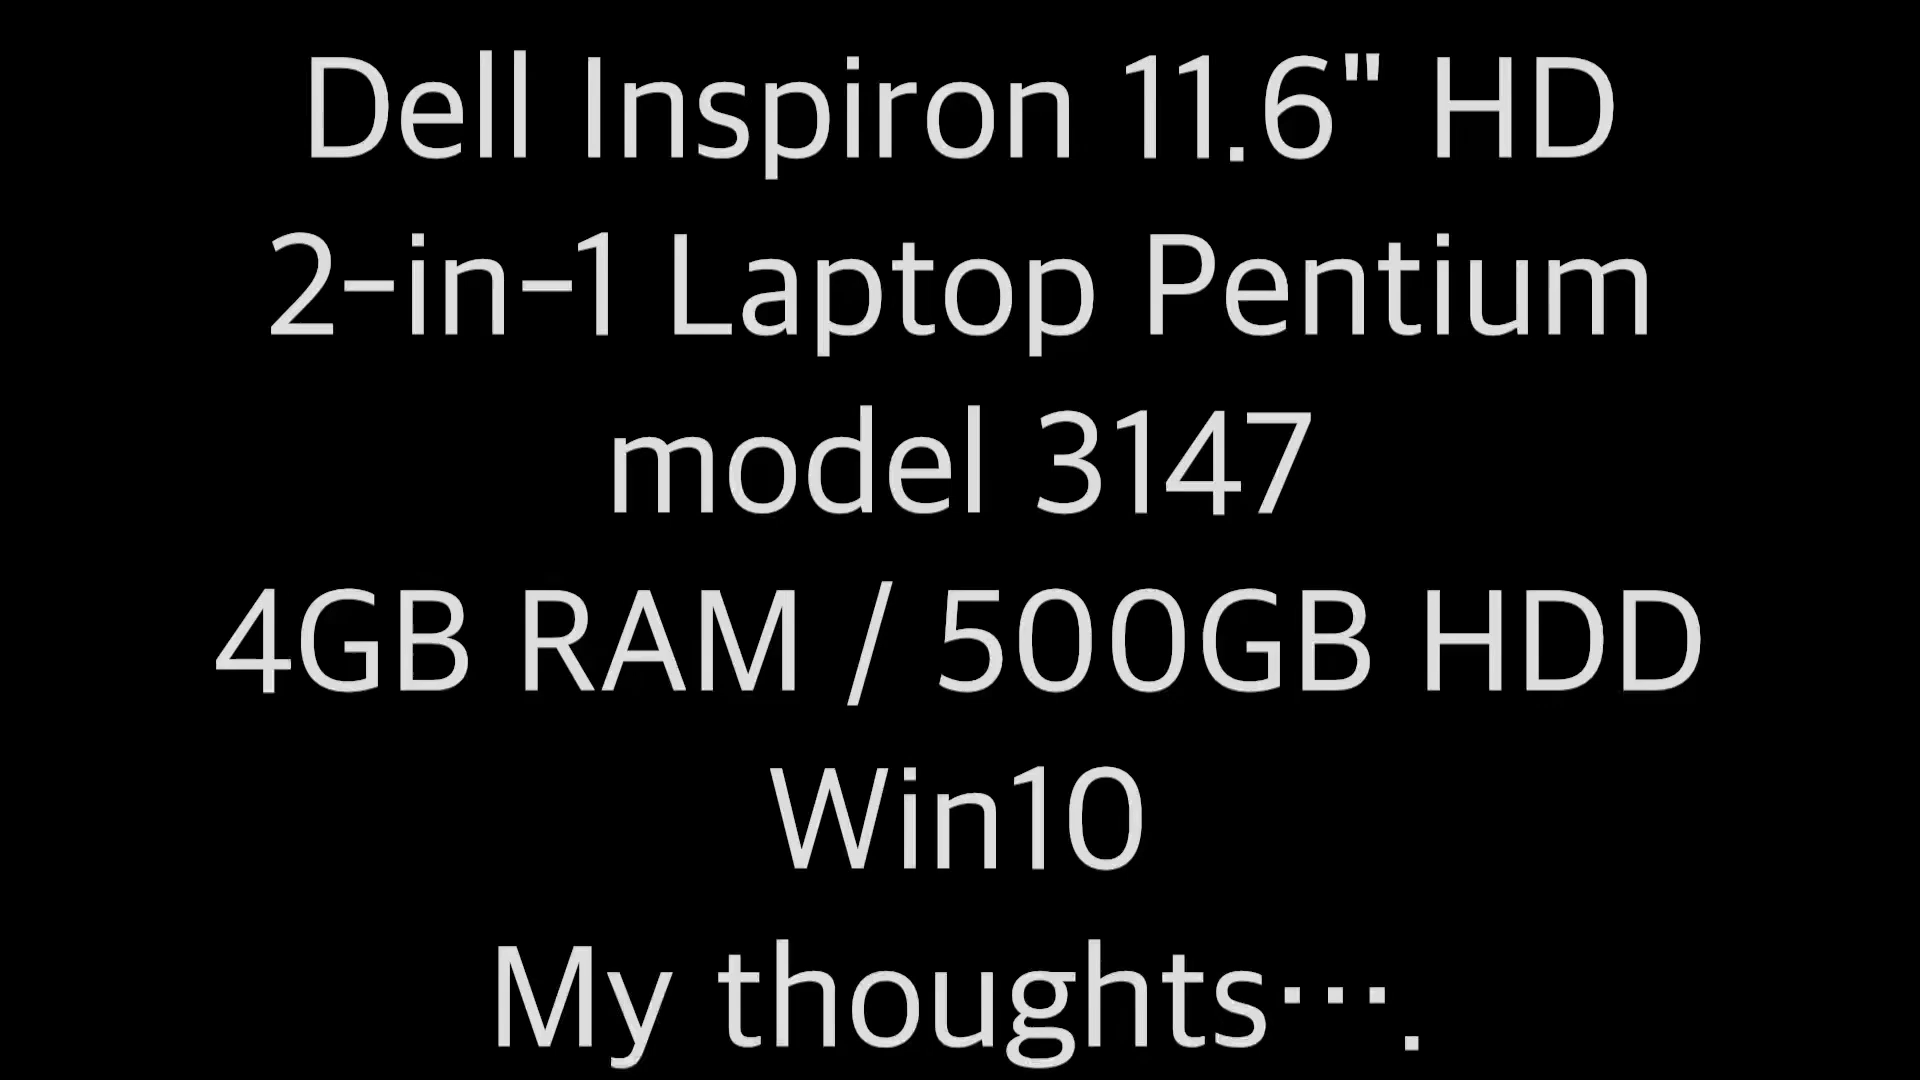 Dell Inspiron 11.6" HD
2-in-1 Laptop Pentium
model 3147
4GB RAM / 500GB HDD
Win10
My thoughts⋯.